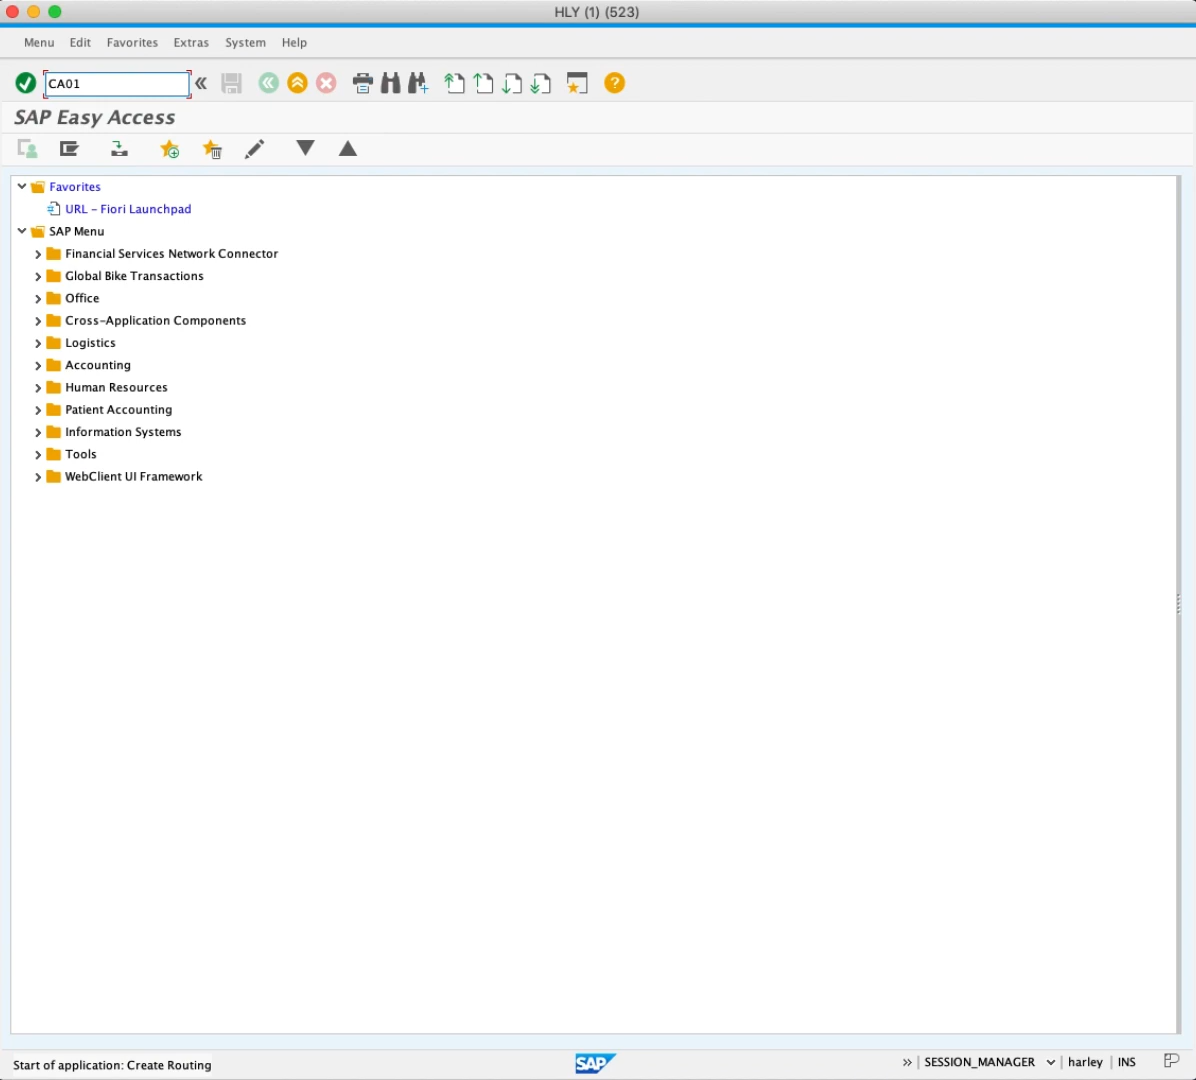 HLY (1) (523)
Menu Edit Favorites Extras System Help
CA01
SAP Easy Access
Favorites
URL - Fiori Launchpad
SAP Menu
Financial Services Network Connector
Global Bike Transactions
Office
Cross-Application Components
Logistics
Accounting
Human Resources
Patient Accounting
Information Systems
Tools
WebClient UI Framework
Start of application: Create Routing SAP SESSION_MANAGER harley INS